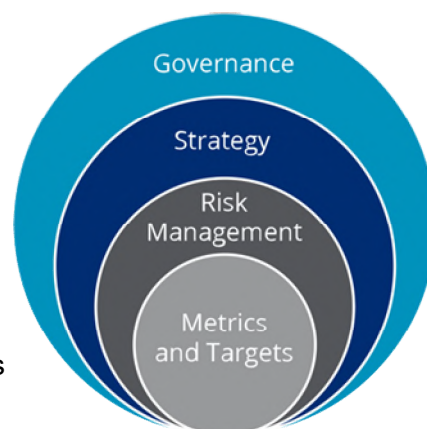 Governance
Strategy
Risk
Management
Metrics
and Targets
s